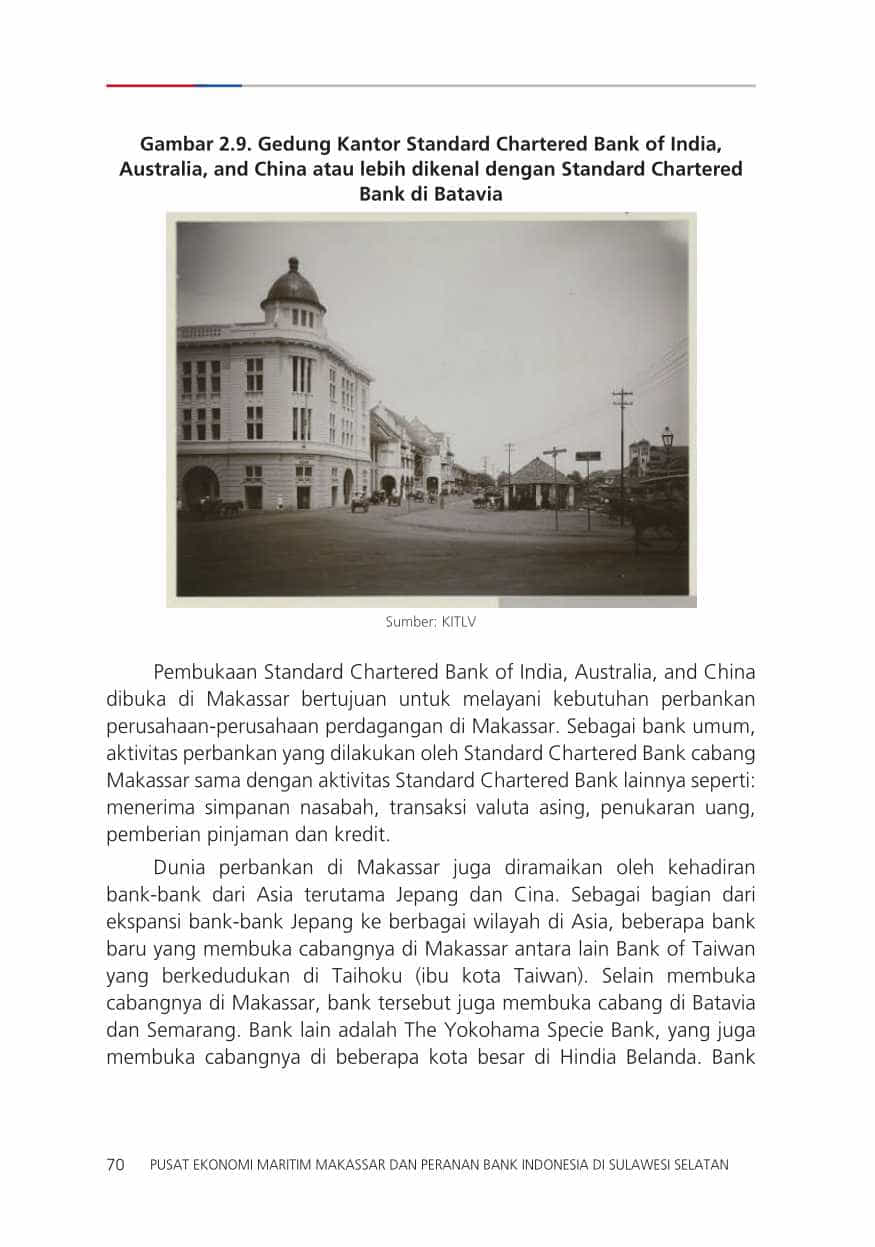 Gambar 2.9. Gedung Kantor Standard Chartered Bank of India,
Australia, and China atau lebih dikenal dengan Standard Chartered
Bank di Batavia
Sumber: KITLV
Pembukaan Standard Chartered Bank of India, Australia, and China
dibuka di Makassar bertujuan untuk melayani kebutuhan perbankan
perusahaan-perusahaan perdagangan di Makassar. Sebagai bank umum,
aktivitas perbankan yang dilakukan oleh Standard Chartered Bank cabang
Makassar sama dengan aktivitas Standard Chartered Bank lainnya seperti:
menerima simpanan nasabah, transaksi valuta asing, penukaran uang,
pemberian pinjaman dan kredit.
Dunia perbankan di Makassar juga diramaikan oleh kehadiran
bank-bank dari Asia terutama Jepang dan Cina. Sebagai bagian dari
ekspansi bank-bank Jepang ke berbagai wilayah di Asia, beberapa bank
baru yang membuka cabangnya di Makassar antara lain Bank of Taiwan
yang berkedudukan di Taihoku (ibu kota Taiwan). Selain membuka
cabangnya di Makassar, bank tersebut juga membuka cabang di Batavia
dan Semarang. Bank lain adalah The Yokohama Specie Bank, yang juga
membuka cabangnya di beberapa kota besar di Hindia Belanda. Bank
70 PUSAT EKONOMI MARITIM MAKASSAR DAN PERANAN BANK INDONESIA DI SULAWESI SELATAN